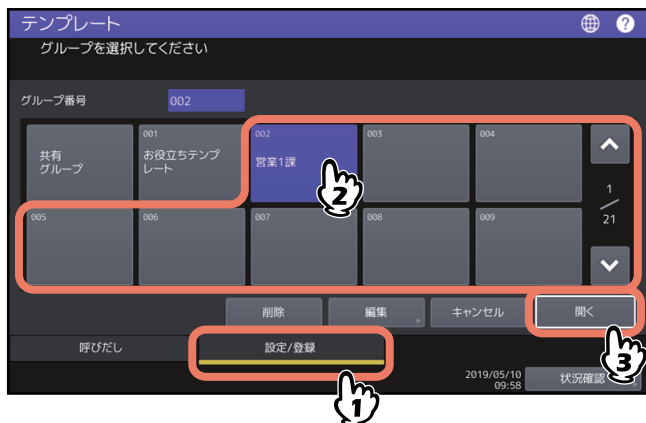 テンプレート
?
グループを選択してください
グループ番号
002
共有
グループ
001
お役立ちテンプ
レート
002
営業1課
003
004
1
21
005
006
007
008
009
2
削除
編集
キャンセル
開く
3
呼びだし
設定/登録
1
2019/05/10
09:58
状況確認